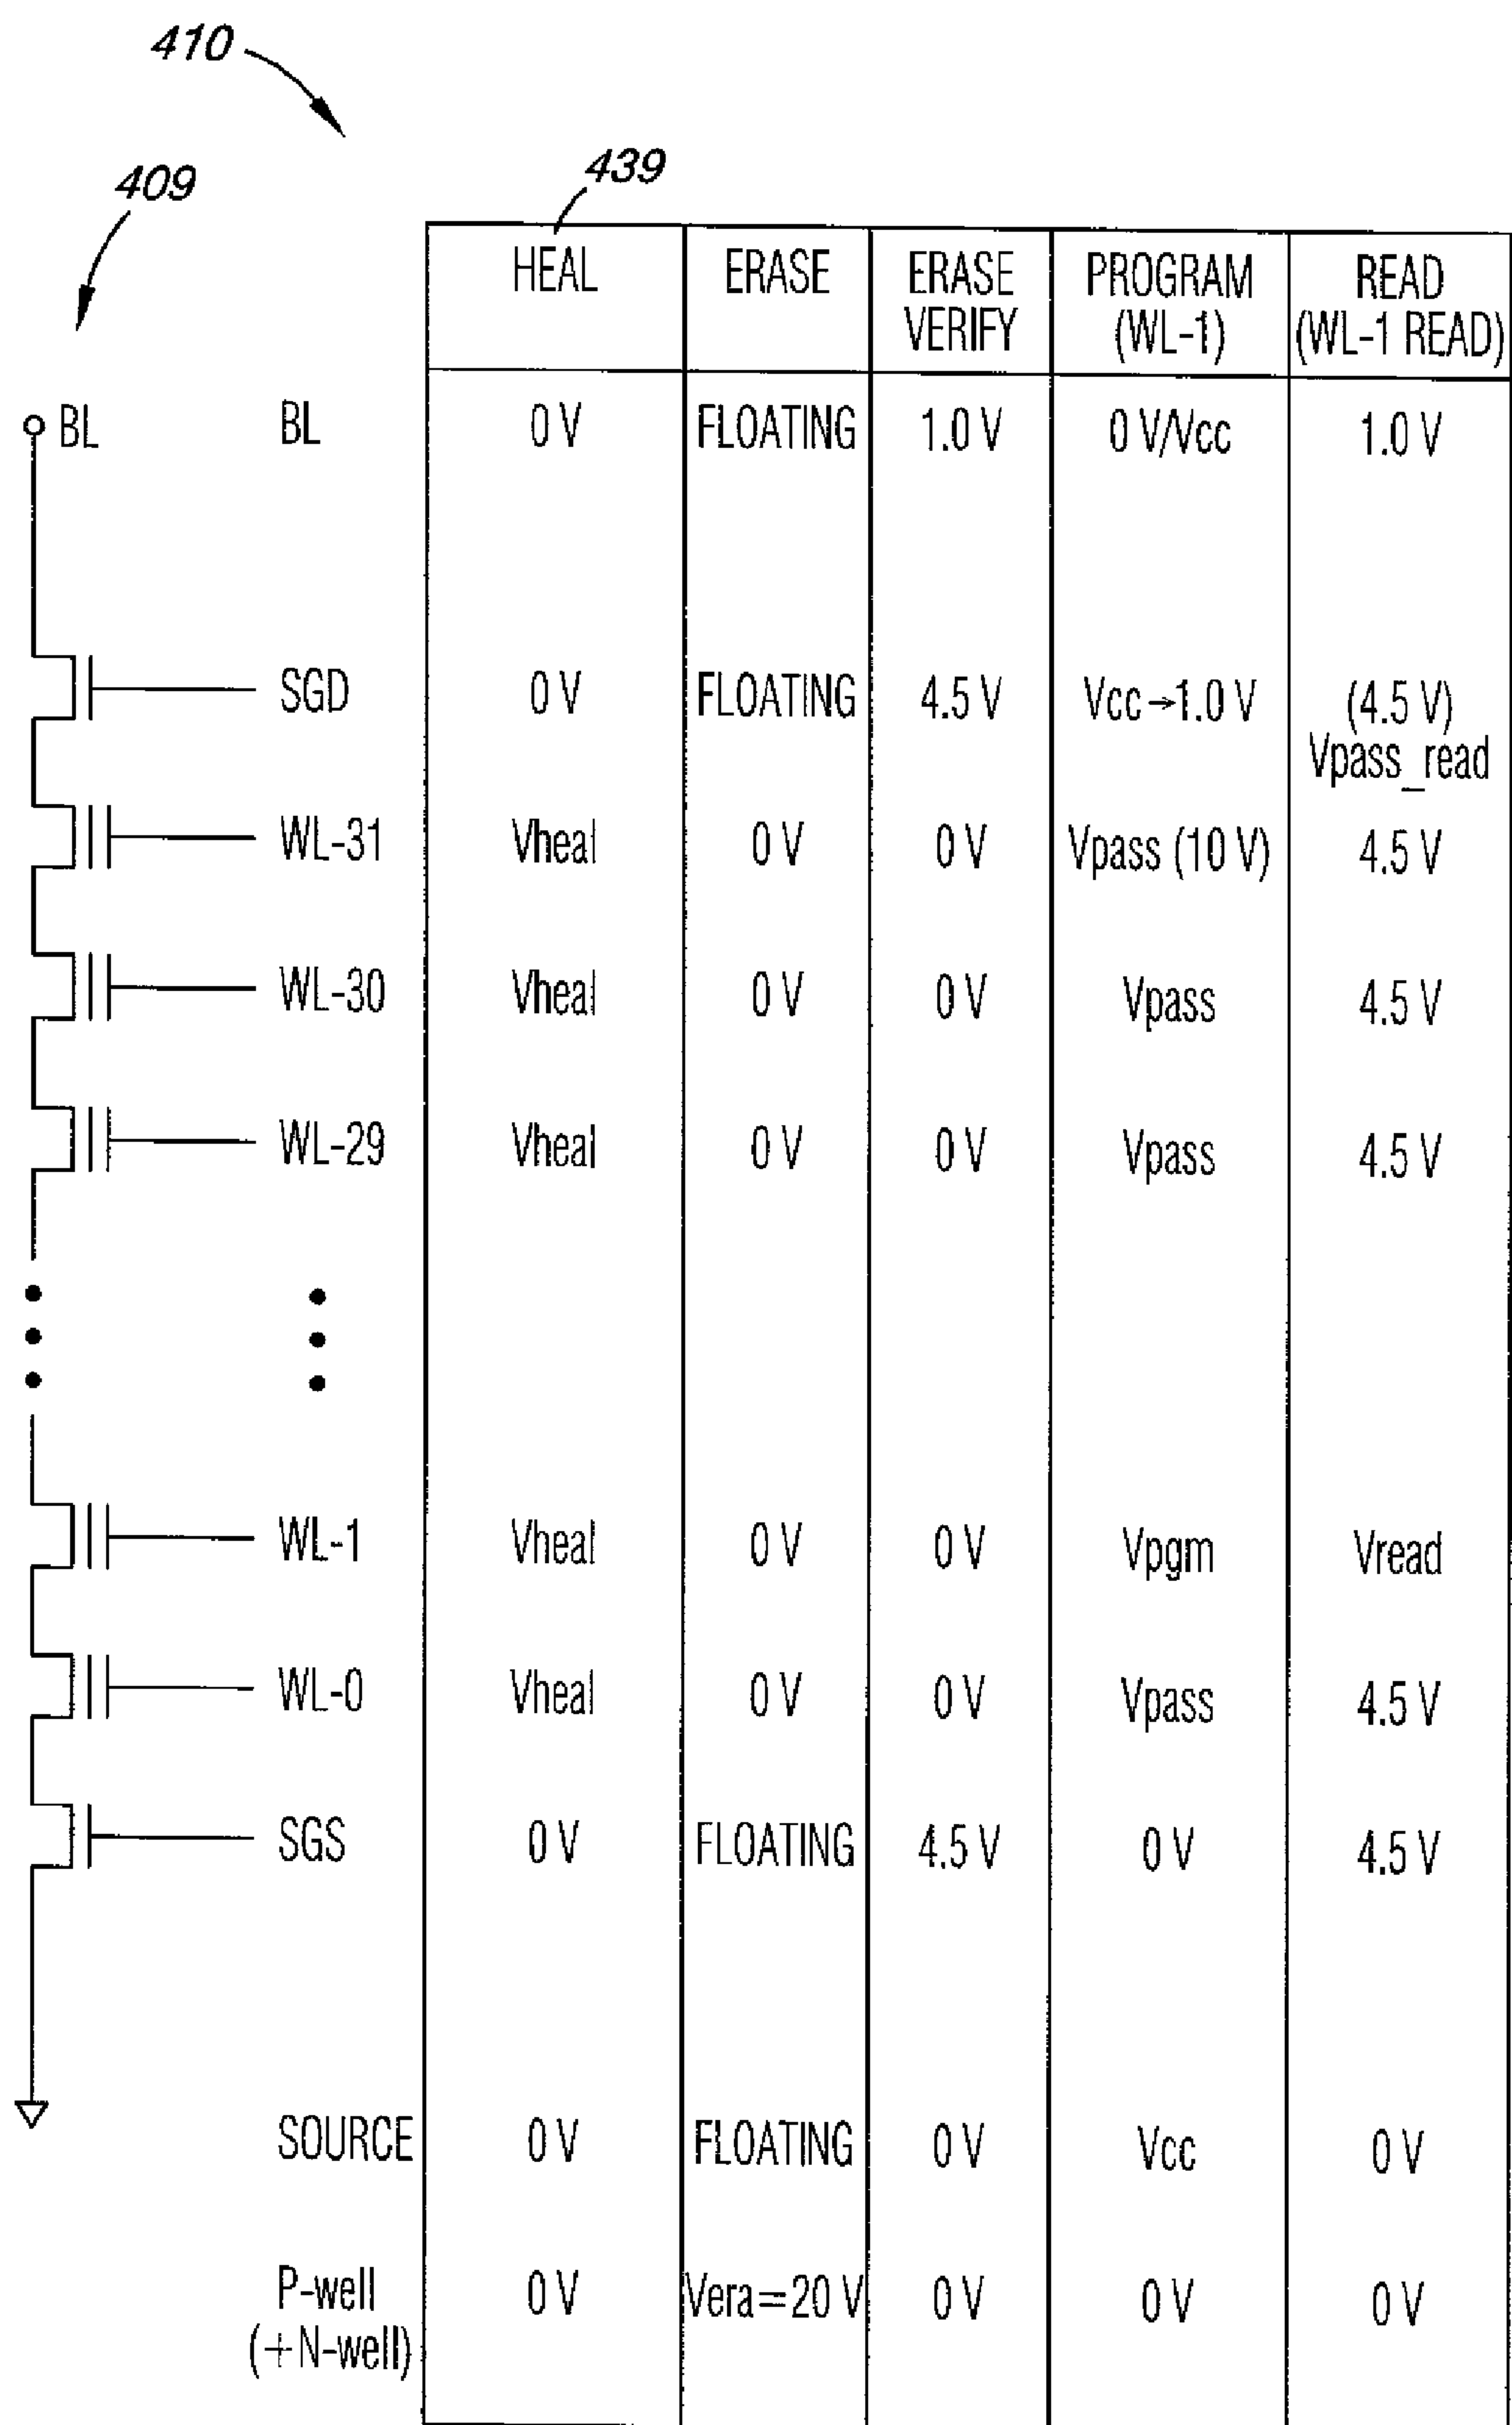 410
409
439
HEAL ERASE ERASE VERIFY PROGRAM (WL-1) READ (WL-1 READ)
BL BL 0 V FLOATING 1.0 V 0 V/Vcc 1.0 V
SGD 0 V FLOATING 4.5 V Vcc→1.0 V (4.5 V) Vpass_read
WL-31 Vheal 0 V 0 V Vpass (10 V) 4.5 V
WL-30 Vheal 0 V 0 V Vpass 4.5 V
WL-29 Vheal 0 V 0 V Vpass 4.5 V
WL-1 Vheal 0 V 0 V Vpgm Vread
WL-0 Vheal 0 V 0 V Vpass 4.5 V
SGS 0 V FLOATING 4.5 V 0 V 4.5 V
SOURCE 0 V FLOATING 0 V Vcc 0 V
P-well (+N-well) 0 V Vera=20 V 0 V 0 V 0 V